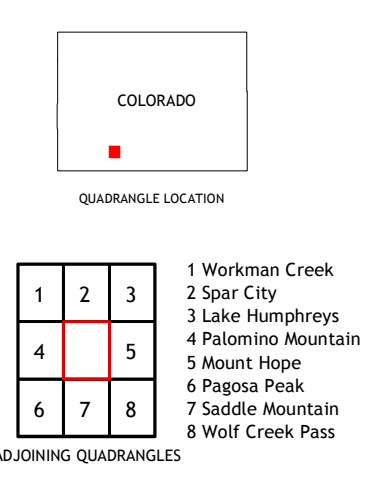 COLORADO
QUADRANGLE LOCATION
1 2 3
4 5
6 7 8
1 Workman Creek
2 Spar City
3 Lake Humphreys
4 Palomino Mountain
5 Mount Hope
6 Pagosa Peak
7 Saddle Mountain
8 Wolf Creek Pass
ADJOINING QUADRANGLES